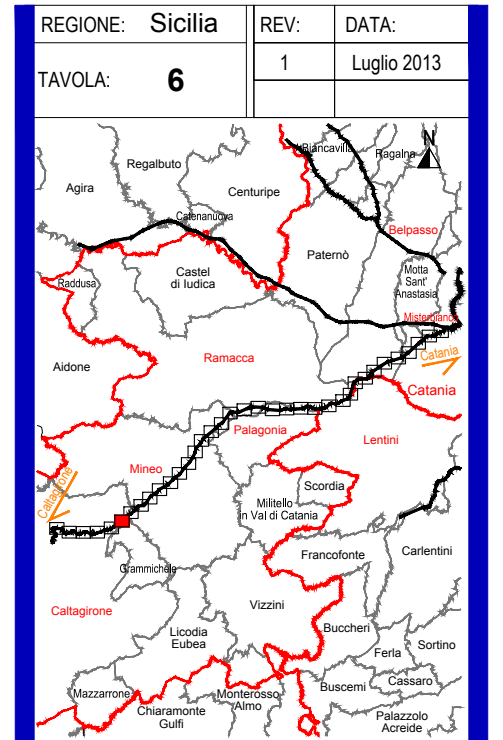 REGIONE: Sicilia
REV:
DATA:
TAVOLA: 6
1
Luglio 2013
N
Biancavilla
Ragalna
Regalbuto
Agira
Centuripe
Catenanuova
Belpasso
Paternò
Motta
Sant'
Anastasia
Raddusa
Castel
di Iudica
Misterbianco
Ramacca
Aidone
Catania
Catania
Palagonia
Lentini
Mineo
Scordia
Caltagirone
Militello
in Val di Catania
Francofonte
Carlentini
Grammichele
Caltagirone
Vizzini
Licodia
Eubea
Buccheri
Ferla
Sortino
Cassaro
Buscemi
Mazzarrone
Monterosso
Almo
Chiaramonte
Gulfi
Palazzolo
Acreide